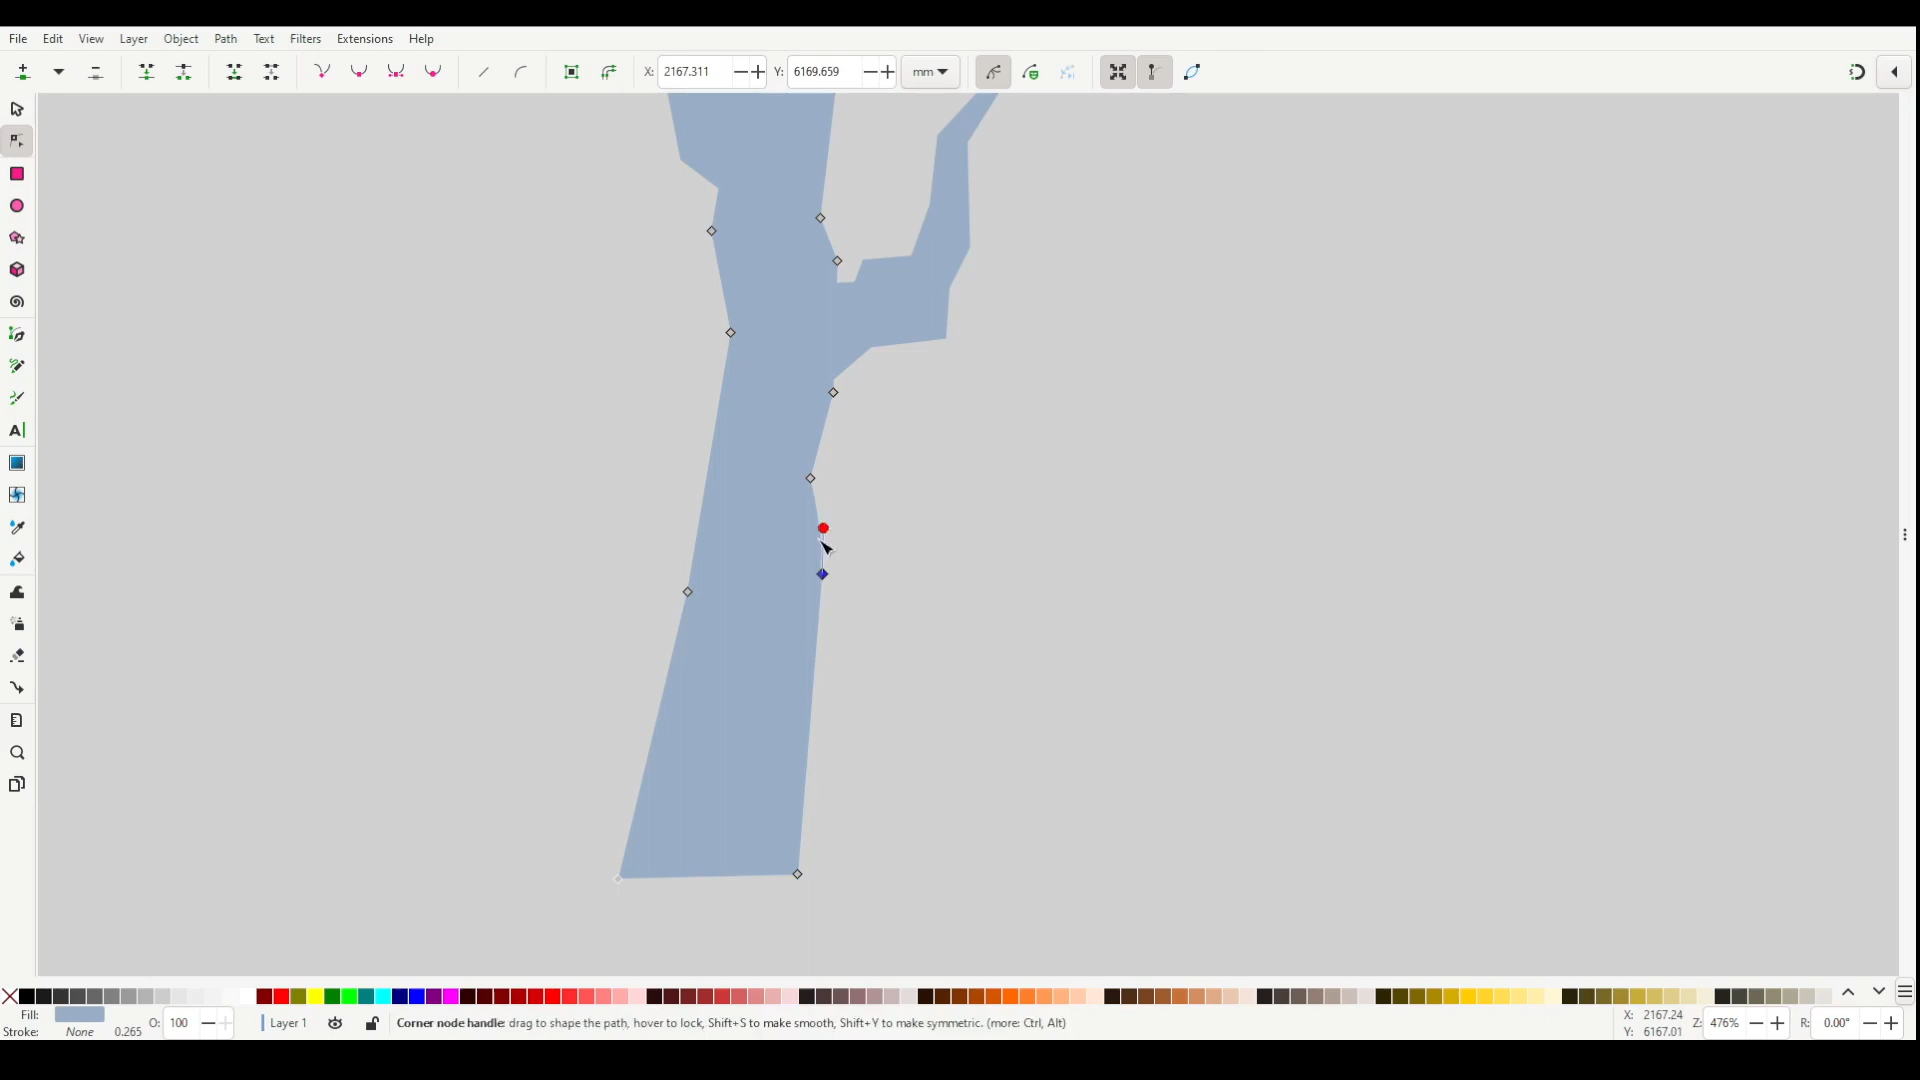 File Edit View Layer Object Path Text Filters Extensions Help
X: 2167.311 Y: 6169.659 mm
A
Fill:
Stroke: None 0.265 O: 100 Layer 1 Corner node handle: drag to shape the path, hover to lock, Shift+S to make smooth, Shift+Y to make symmetric. (more: Ctrl, Alt)
X: 2167.24
Y: 6167.01
Z: 476% R: 0.00°